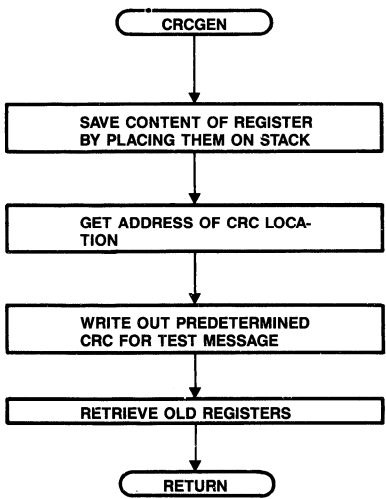 CRCGEN
SAVE CONTENT OF REGISTER
BY PLACING THEM ON STACK
GET ADDRESS OF CRC LOCA-
TION
WRITE OUT PREDETERMINED
CRC FOR TEST MESSAGE
RETRIEVE OLD REGISTERS
RETURN